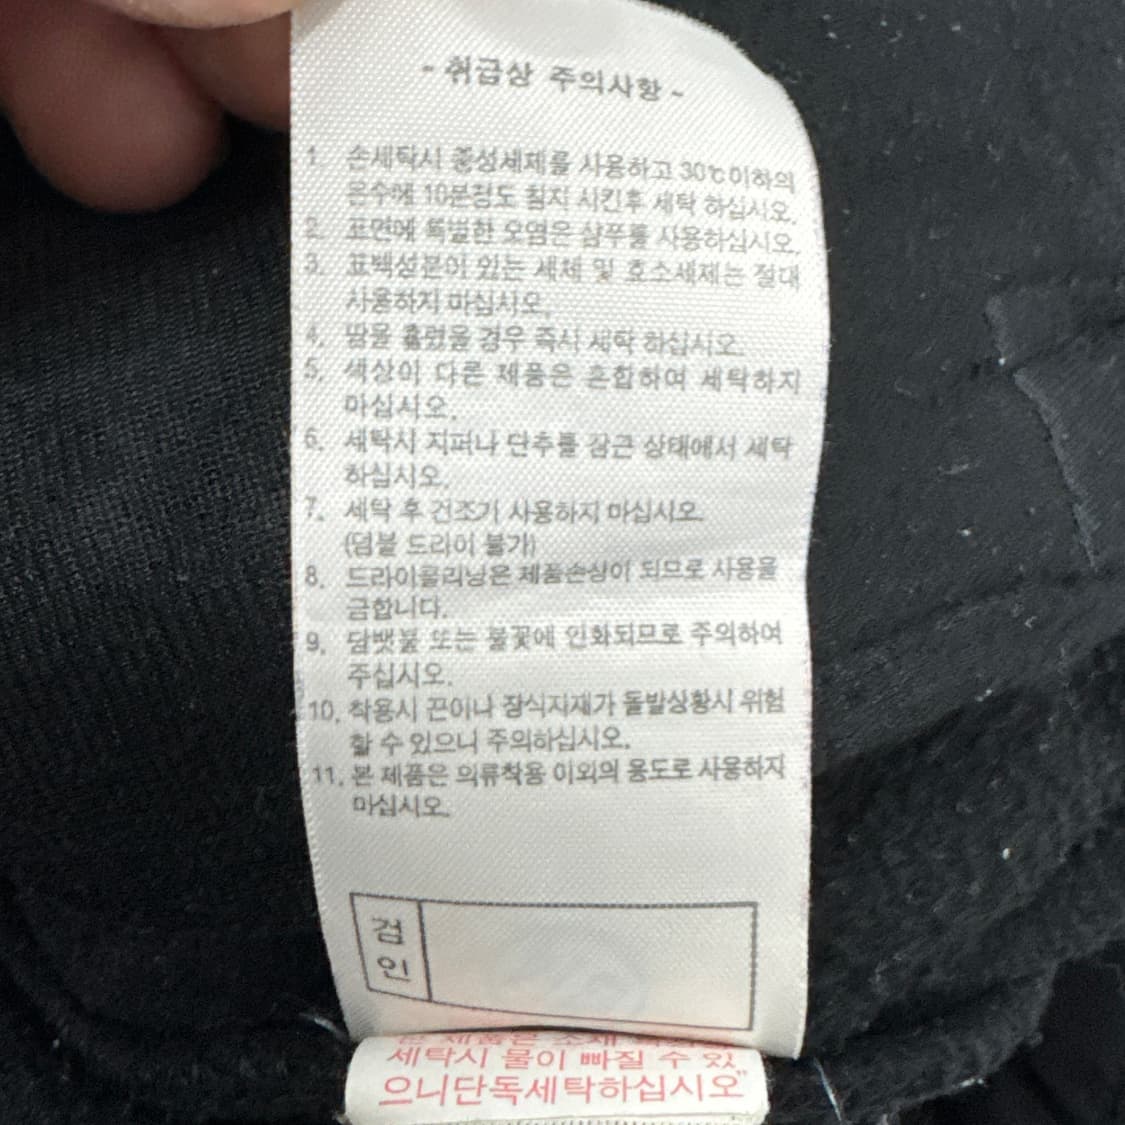 - 취급상 주의사항 -
1. 손세탁시 중성세제를 사용하고 30℃이하의
온수에 10분정도 침지 시킨후 세탁 하십시오.
2. 표면에 특별한 오염은 샴푸를 사용하십시오.
3. 표백성분이 있는 세제 및 효소세제는 절대
사용하지 마십시오.
4. 땀을 흘렸을 경우 즉시 세탁 하십시오.
5. 색상이 다른 제품은 혼합하여 세탁하지
마십시오.
6. 세탁시 지퍼나 단추를 잠근 상태에서 세탁
하십시오.
7. 세탁 후 건조기 사용하지 마십시오.
(덤블 드라이 불가)
8. 드라이클리닝은 제품손상이 되므로 사용을
금합니다.
9. 담뱃불 또는 불꽃에 인화되므로 주의하여
주십시오.
10. 착용시 끈이나 장식지재가 돌발상황시 위험
할 수 있으니 주의하십시오.
11. 본 제품은 의류착용 이외의 용도로 사용하지
마십시오.
검
인
본 제품은 소재
세탁시 물이 빠질 수 있
으니단독세탁하십시오"